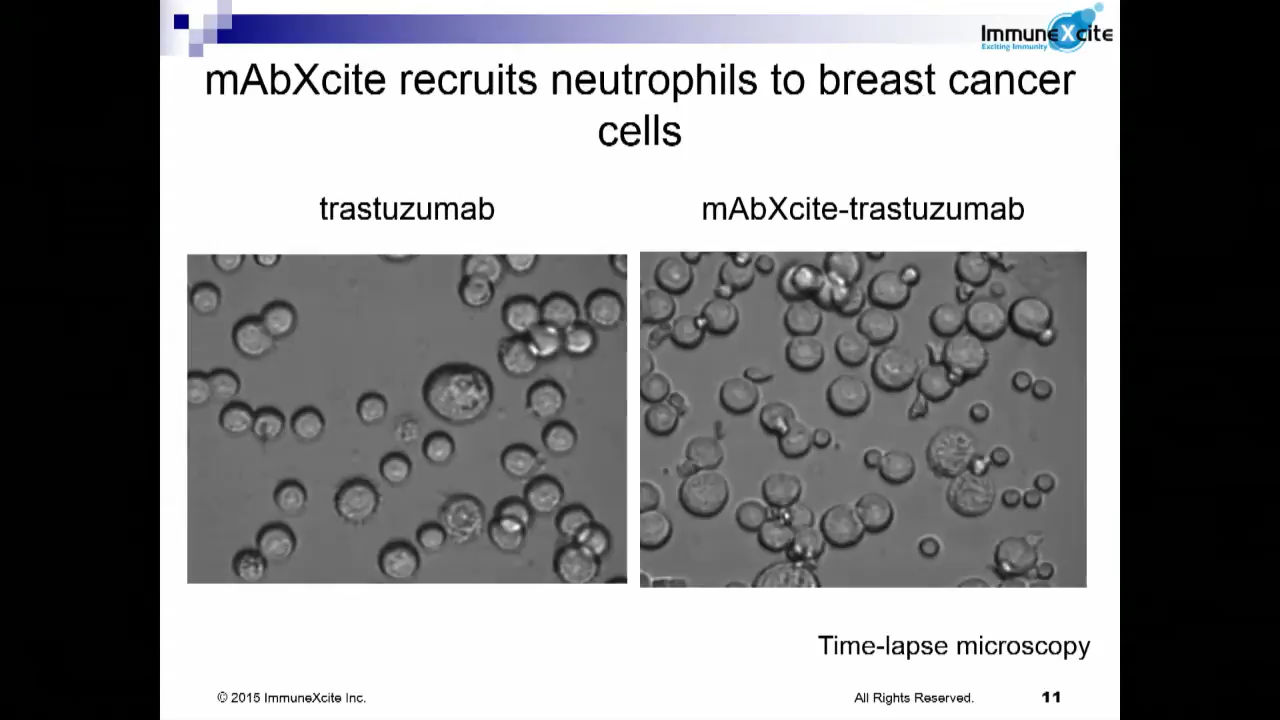 ImmuneXcite
Exciting Immunity
mAbXcite recruits neutrophils to breast cancer
cells
trastuzumab
mAbXcite-trastuzumab
Time-lapse microscopy
© 2015 ImmuneXcite Inc.
All Rights Reserved.
11